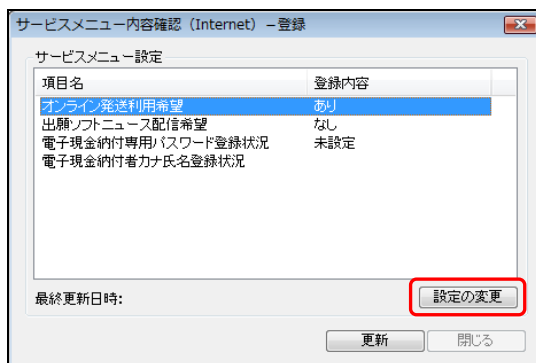 サービスメニュー内容確認（Internet）－登録
サービスメニュー設定
項目名 登録内容
オンライン発送利用希望 あり
出願ソフトニュース配信希望 なし
電子現金納付専用パスワード登録状況 未設定
電子現金納付者カナ氏名登録状況
最終更新日時: 設定の変更
更新 閉じる